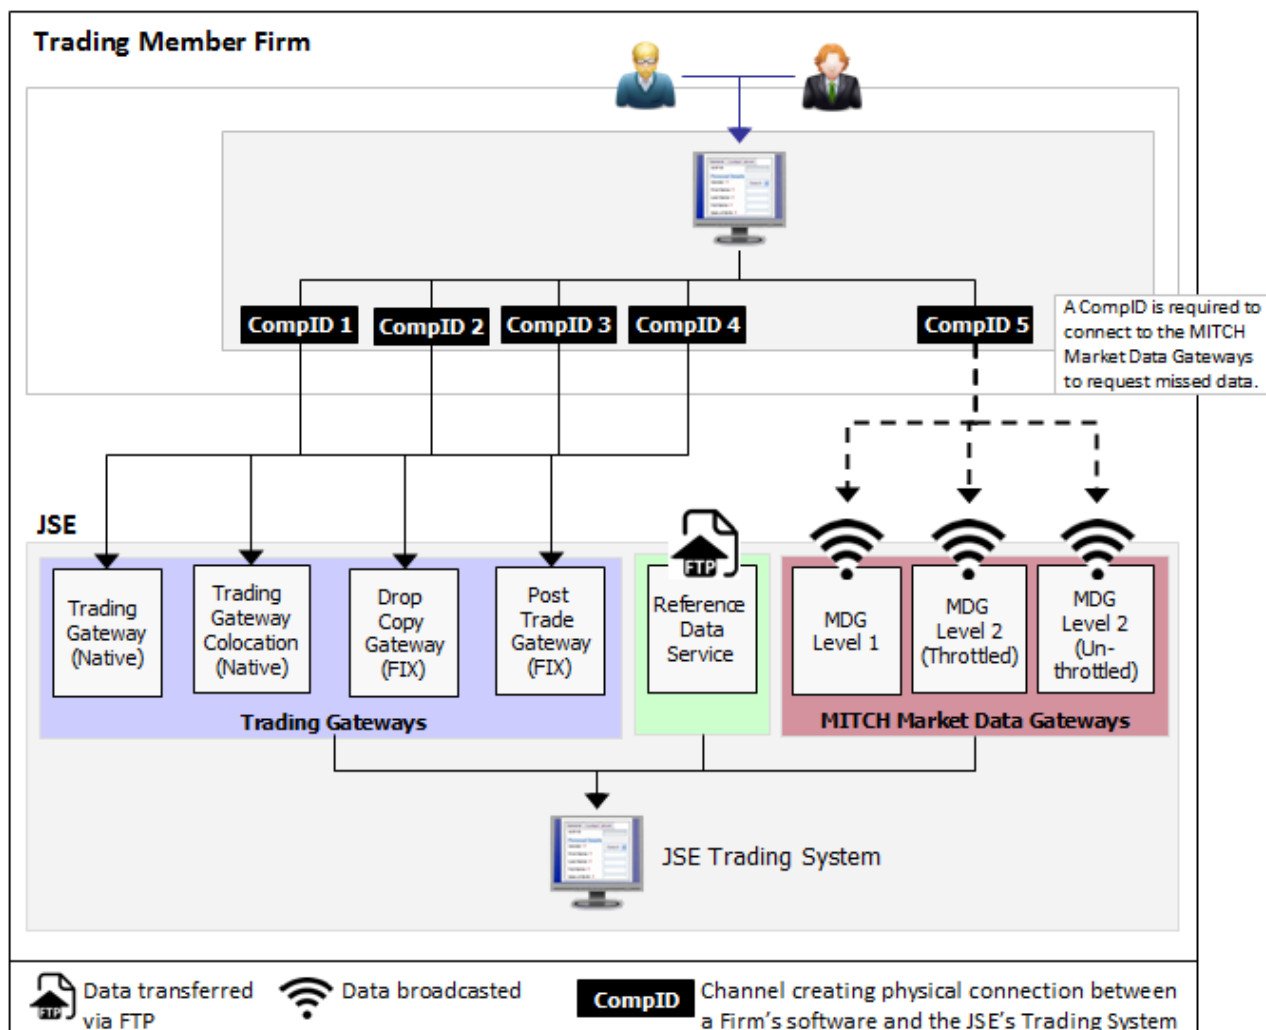 Trading Member Firm
CompID 1
CompID 2
CompID 3
CompID 4
CompID 5
A CompID is required to
connect to the MITCH
Market Data Gateways
to request missed data.
JSE
Trading
Gateway
(Native)
Trading
Gateway
Colocation
(Native)
Drop
Copy
Gateway
(FIX)
Post
Trade
Gateway
(FIX)
Trading Gateways
FTP
Reference
Data
Service
MDG
Level 1
MDG
Level 2
(Throttled)
MDG
Level 2
(Un-
throttled)
MITCH Market Data Gateways
JSE Trading System
FTP
Data transferred
via FTP
Data broadcasted
CompID
Channel creating physical connection between
a Firm's software and the JSE's Trading System